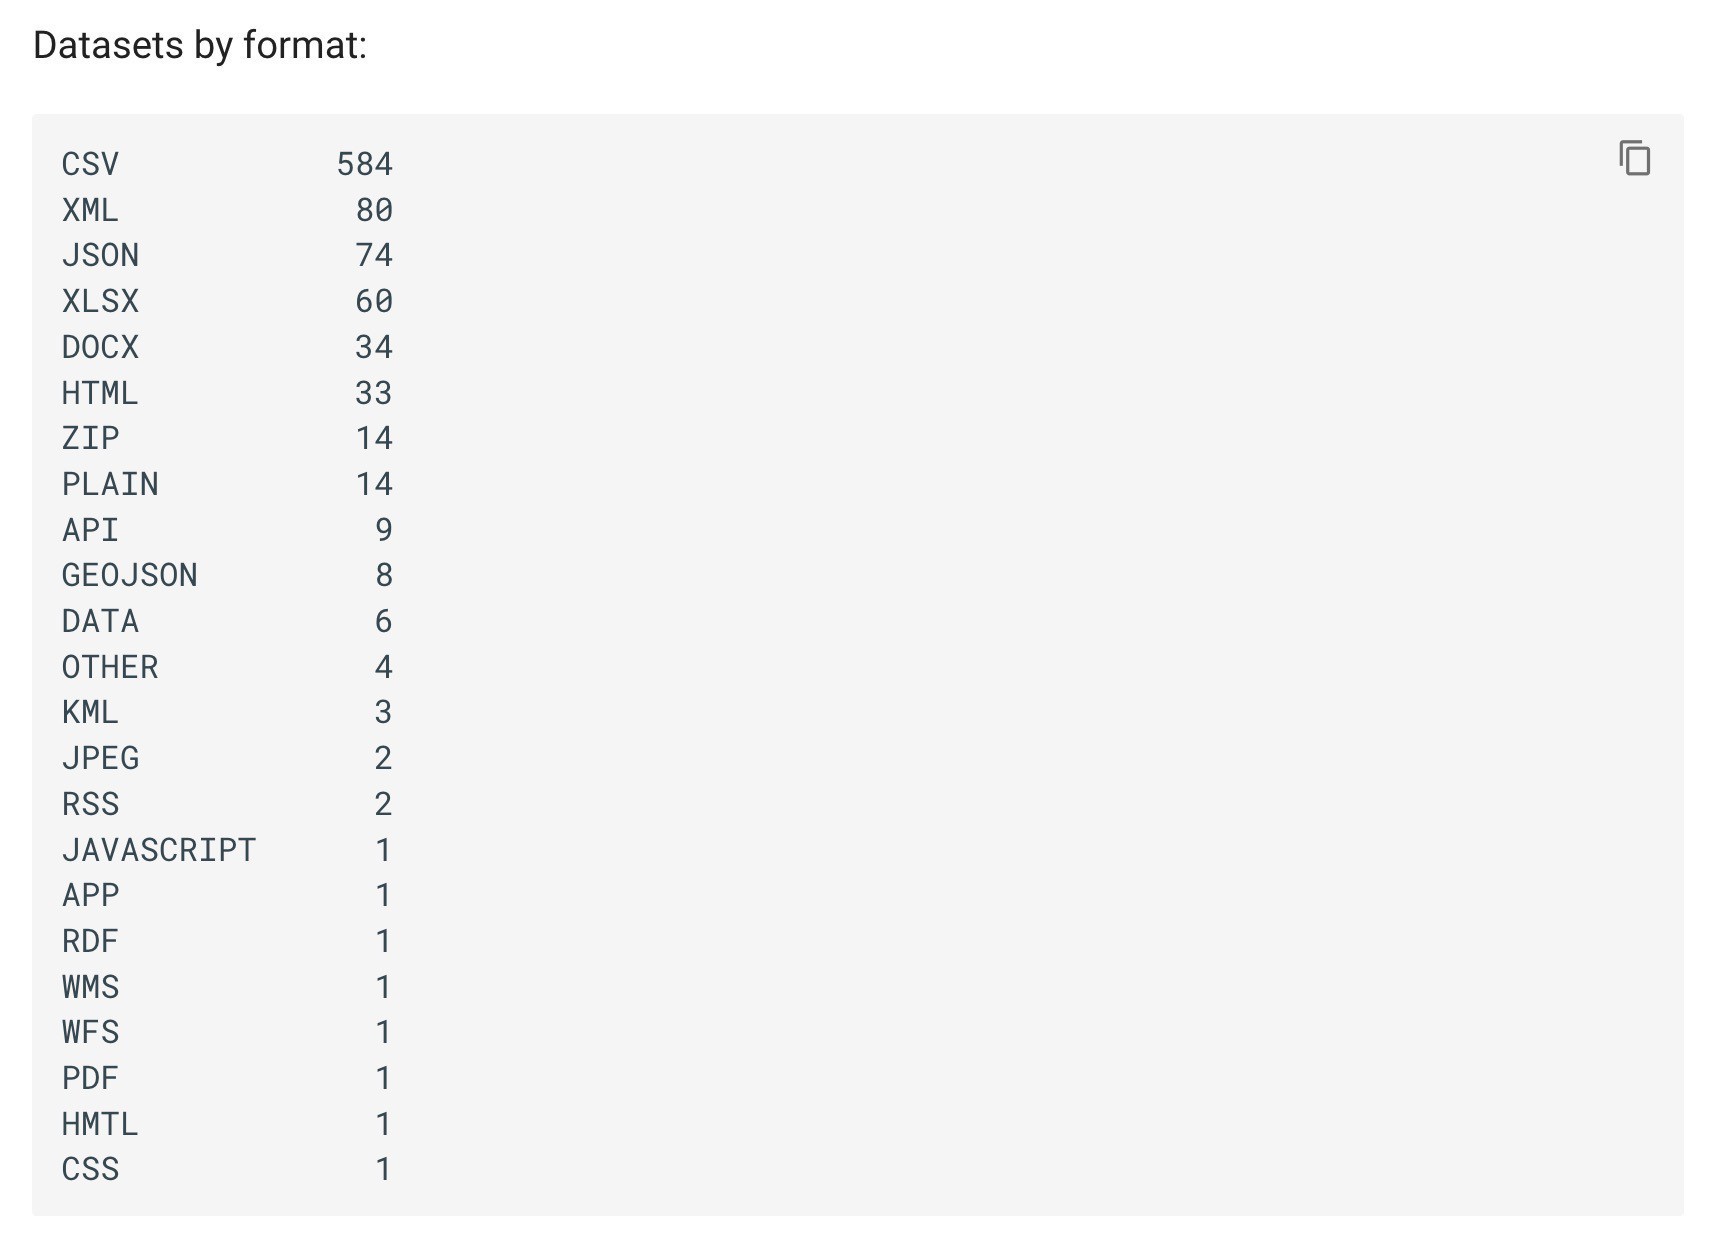 Datasets by format:
CSV 584
XML 80
JSON 74
XLSX 60
DOCX 34
HTML 33
ZIP 14
PLAIN 14
API 9
GEOJSON 8
DATA 6
OTHER 4
KML 3
JPEG 2
RSS 2
JAVASCRIPT 1
APP 1
RDF 1
WMS 1
WFS 1
PDF 1
HMTL 1
CSS 1